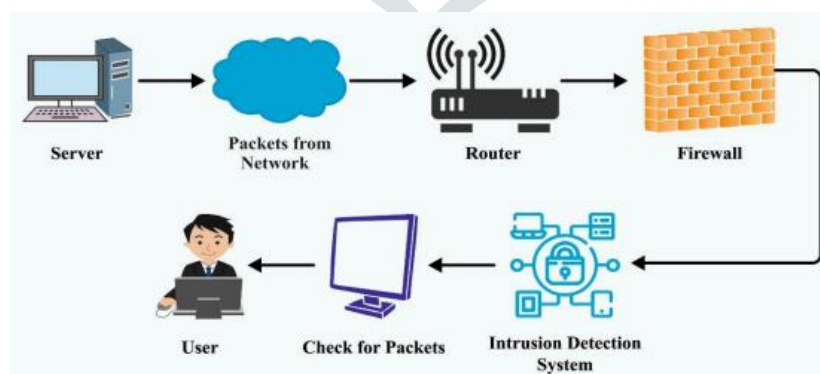 Server
Packets from
Network
Router
Firewall
User
Check for Packets
Intrusion Detection
System